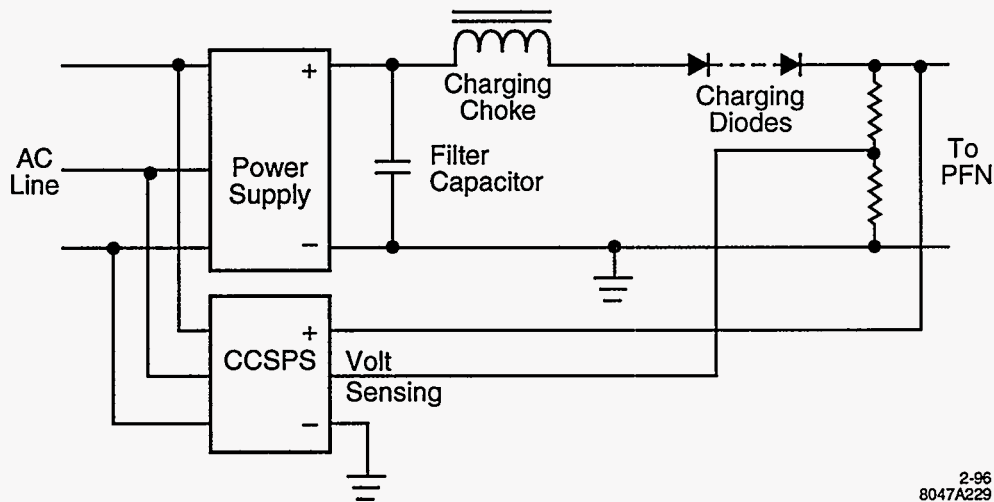 AC
Line
+
Power
Supply
−
Filter
Capacitor
Charging
Choke
Charging
Diodes
To
PFN
+
CCSPS
−
Volt
Sensing
2-96
8047A229